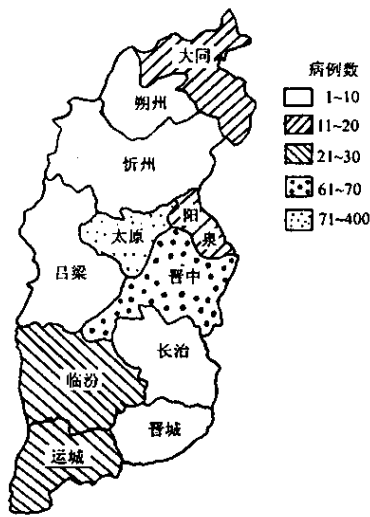 大同
朔州
忻州
阳
泉
太原
吕梁
晋中
长治
临汾
晋城
运城
病例数
1~10
11~20
21~30
61~70
71~400